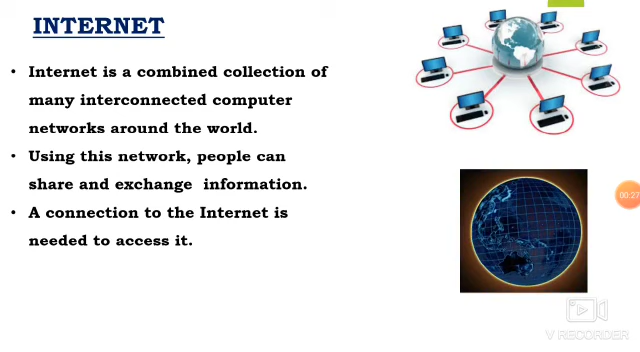 INTERNET
• Internet is a combined collection of
many interconnected computer
networks around the world.
• Using this network, people can
share and exchange information.
• A connection to the Internet is
needed to access it.
00:27
V RECORDER